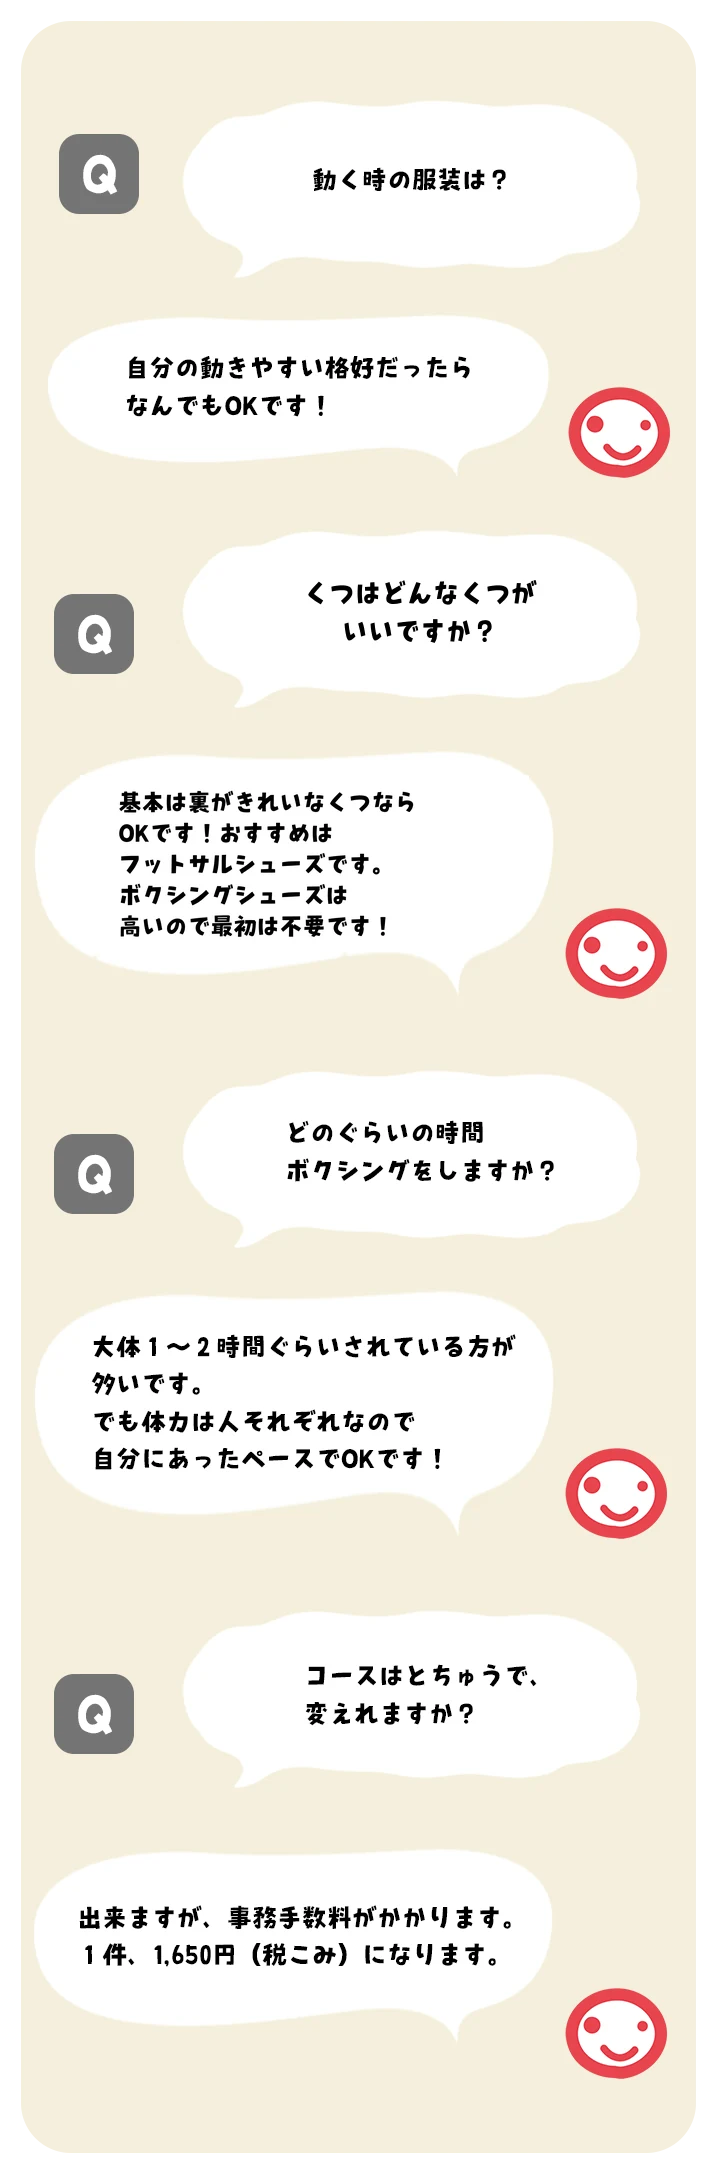 Q
動く時の服装は？
自分の動きやすい格好だったら
なんでもOKです！
Q
くつはどんなくつが
いいですか？
基本は裏がきれいなくつなら
OKです！おすすめは
フットサルシューズです。
ボクシングシューズは
高いので最初は不要です！
Q
どのぐらいの時間
ボクシングをしますか？
大体１〜２時間ぐらいされている方が
多いです。
でも体力は人それぞれなので
自分にあったペースでOKです！
Q
コースはとちゅうで、
変えれますか？
出来ますが、事務手数料がかかります。
１件、1,650円（税こみ）になります。